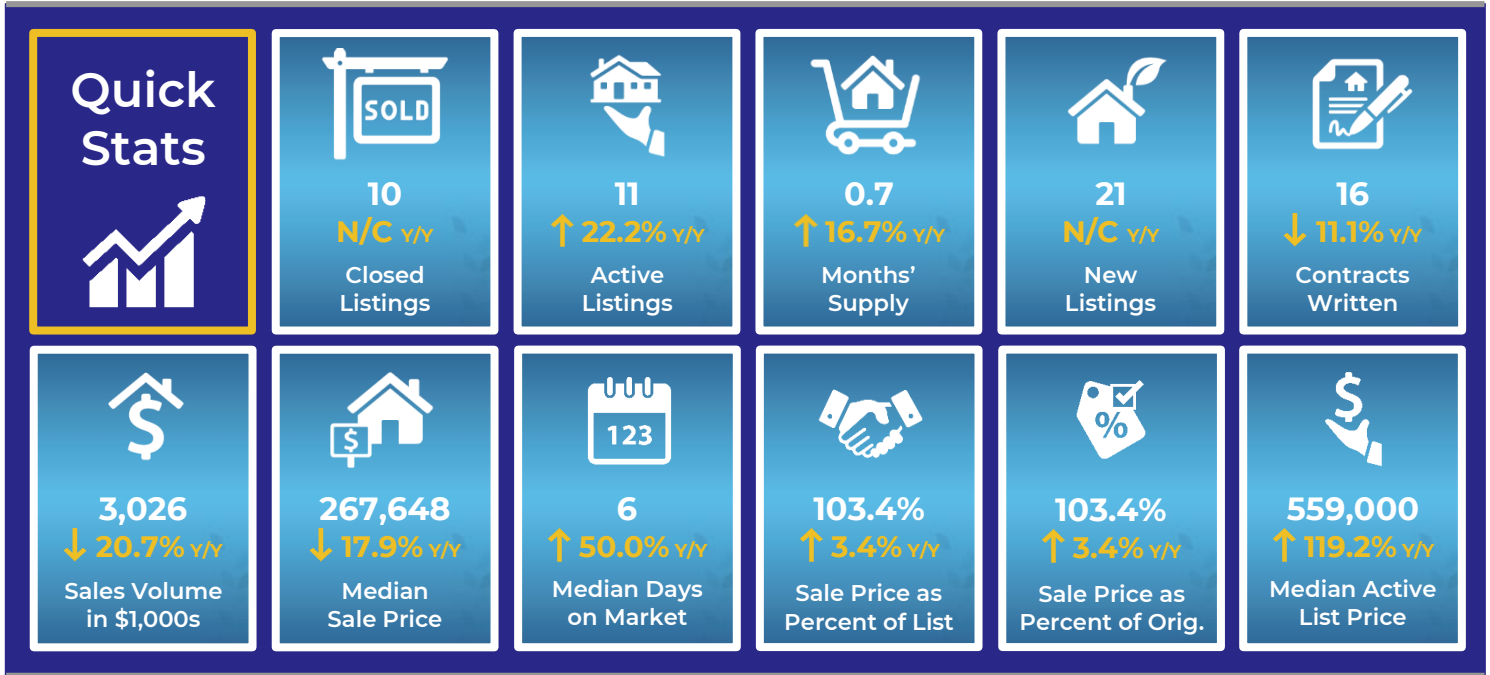 Quick
Stats
SOLD
10
N/C Y/Y
Closed
Listings
11
↑ 22.2% Y/Y
Active
Listings
0.7
↑ 16.7% Y/Y
Months’
Supply
21
N/C Y/Y
New
Listings
16
↓ 11.1% Y/Y
Contracts
Written
$
3,026
↓ 20.7% Y/Y
Sales Volume
in $1,000s
$
267,648
↓ 17.9% Y/Y
Median
Sale Price
123
6
↑ 50.0% Y/Y
Median Days
on Market
103.4%
↑ 3.4% Y/Y
Sale Price as
Percent of List
%
103.4%
↑ 3.4% Y/Y
Sale Price as
Percent of Orig.
$
559,000
↑ 119.2% Y/Y
Median Active
List Price